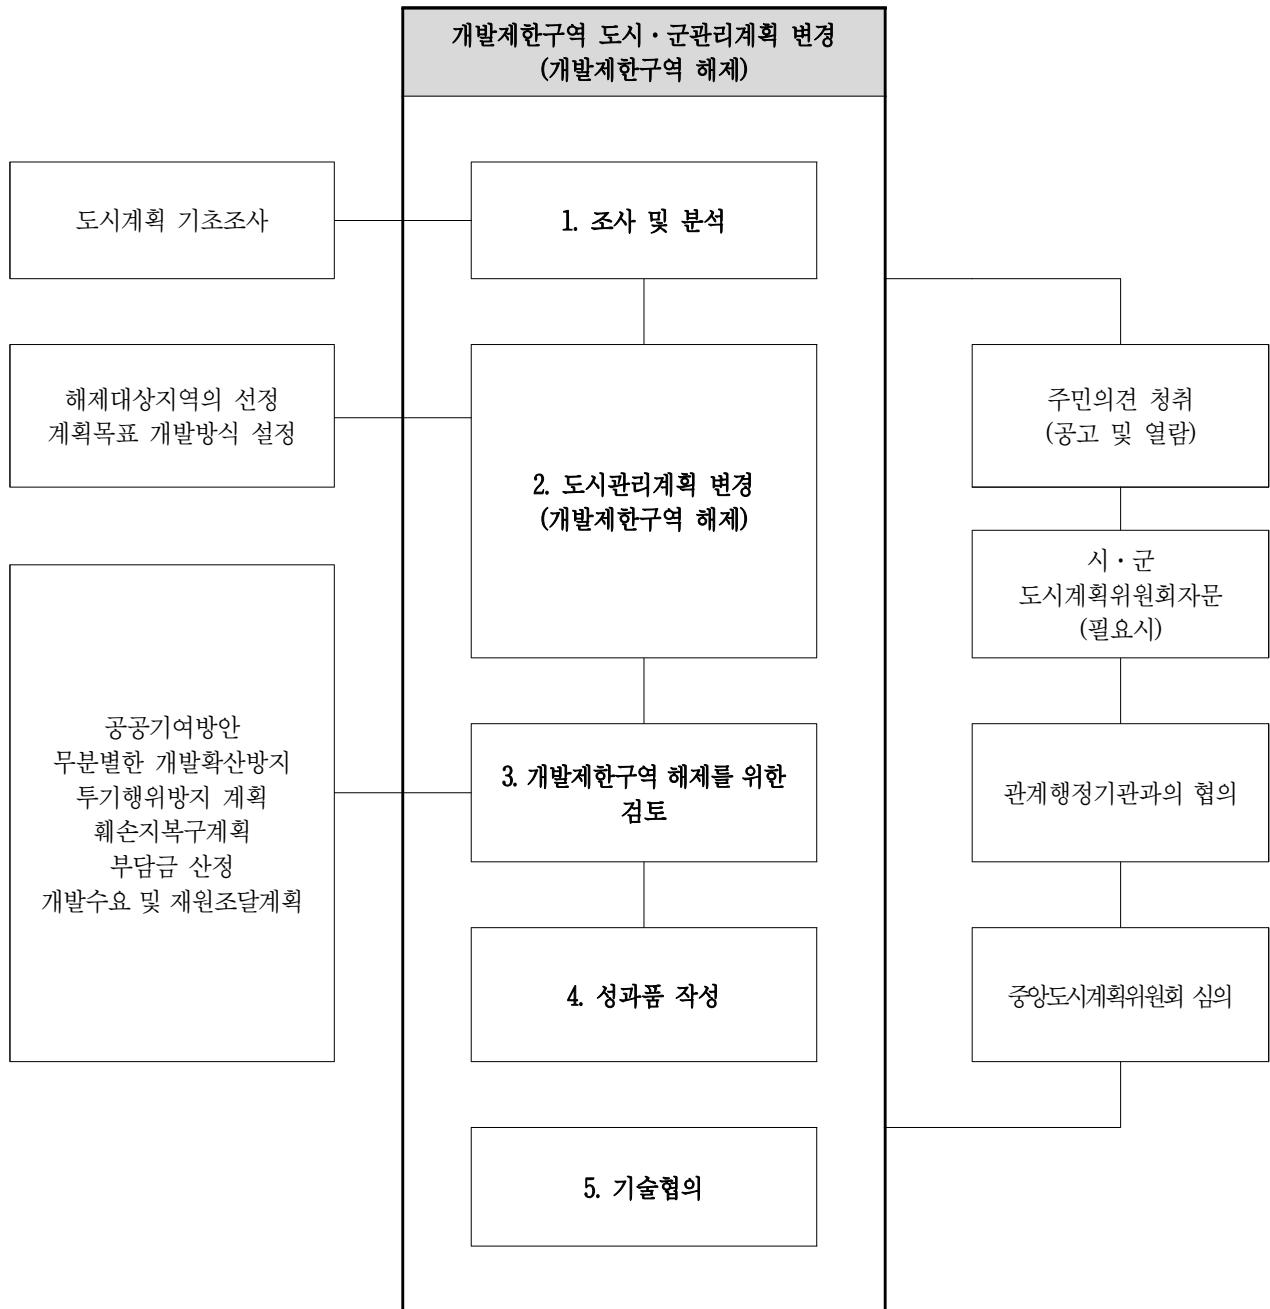 개발제한구역 도시·군관리계획 변경
(개발제한구역 해제)
도시계획 기초조사
1. 조사 및 분석
해제대상지역의 선정
계획목표 개발방식 설정
2. 도시관리계획 변경
(개발제한구역 해제)
주민의견 청취
(공고 및 열람)
시·군
도시계획위원회자문
(필요시)
공공기여방안
무분별한 개발확산방지
투기행위방지 계획
훼손지복구계획
부담금 산정
개발수요 및 재원조달계획
3. 개발제한구역 해제를 위한
검토
관계행정기관과의 협의
4. 성과품 작성
중앙도시계획위원회 심의
5. 기술협의